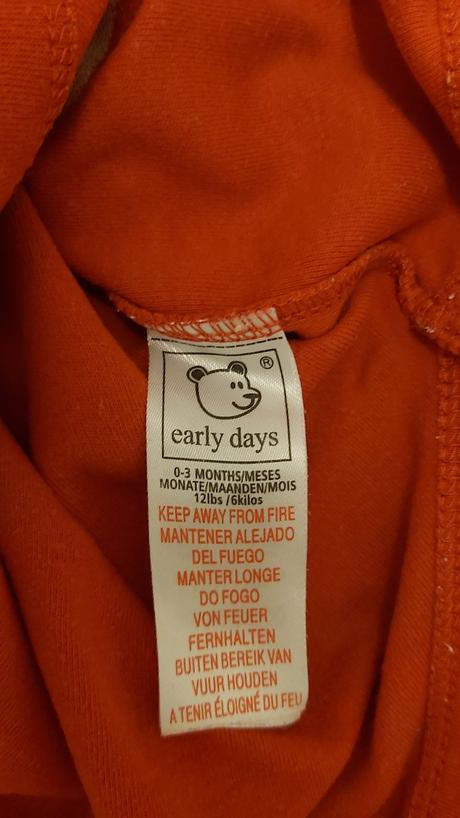 ®
early days
0-3 MONTHS/MESES
MONATE/MAANDEN/MOIS
12lbs /6kilos
KEEP AWAY FROM FIRE
MANTENER ALEJADO
DEL FUEGO
MANTER LONGE
DO FOGO
VON FEUER
FERNHALTEN
BUITEN BEREIK VAN
VUUR HOUDEN
A TENIR ÉLOIGNÉ DU FEU